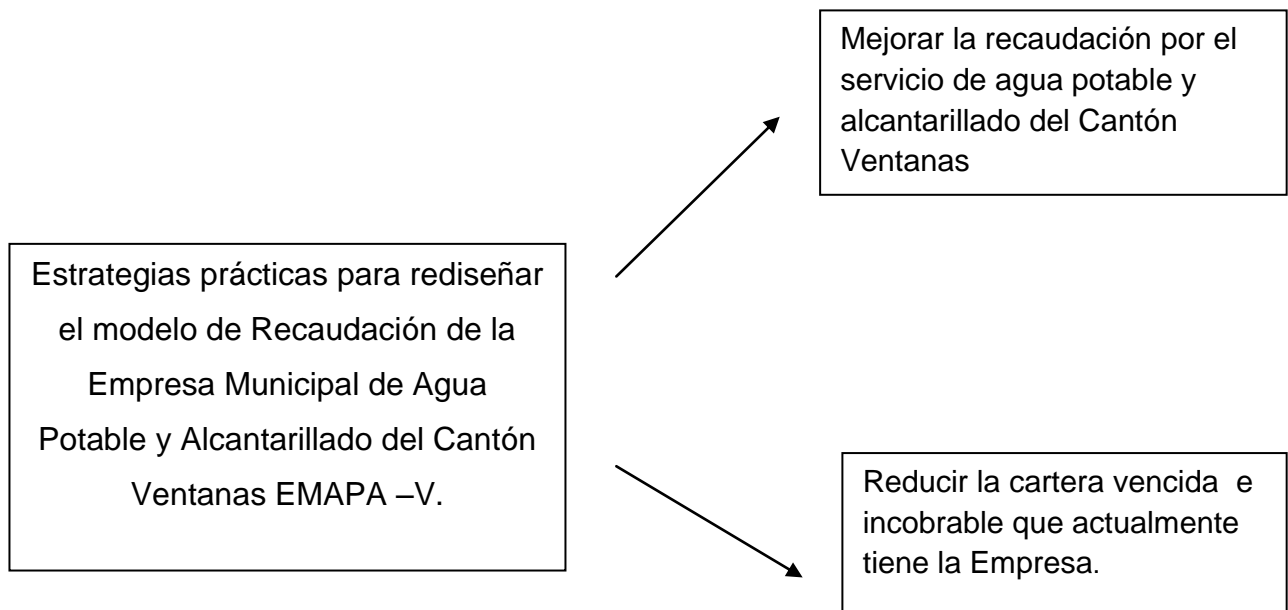 Mejorar la recaudación por el
servicio de agua potable y
alcantarillado del Cantón
Ventanas
Estrategias prácticas para rediseñar
el modelo de Recaudación de la
Empresa Municipal de Agua
Potable y Alcantarillado del Cantón
Ventanas EMAPA –V.
Reducir la cartera vencida  e
incobrable que actualmente
tiene la Empresa.